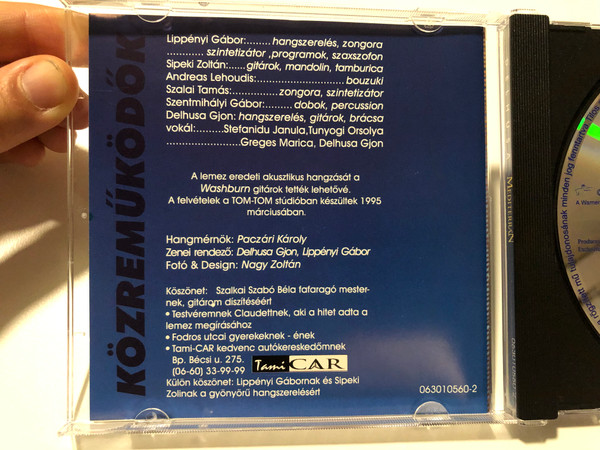 KÖZREMŰKÖDŐK
Lippényi Gábor:........ hangszerelés, zongora
............ szintetizátor ,programok, szaxszofon
Sipeki Zoltán:......gitárok, mandolin, tamburica
Andreas Lehoudis:.............................. bouzuki
Szalai Tamás:................zongora, szintetizátor
Szentmihályi Gábor:.......... dobok, percussion
Delhusa Gjon: hangszerelés, gitárok, brácsa
vokál:.........Stefanidu Janula,Tunyogi Orsolya
.........................Greges Marica, Delhusa Gjon
A lemez eredeti akusztikus hangzását a
Washburn gitárok tették lehetővé.
A felvételek a TOM-TOM stúdióban készültek 1995
márciusában.
Hangmérnök: Paczári Károly
Zenei rendező: Delhusa Gjon, Lippényi Gábor
Fotó & Design: Nagy Zoltán
Köszönet: Szalkai Szabó Béla fafaragó mester-
nek, gitárom díszítéséért
• Testvéremnek Claudettnek, aki a hitet adta a
lemez megírásához
• Fodros utcai gyerekeknek - ének
• Tami-CAR kedvenc autókereskedőmnek
Bp. Bécsi u. 275.
(06-60) 33-99-99
Tami CAR
Külön köszönet: Lippényi Gábornak és Sipeki
Zolinak a gyönyörű hangszerelésért
063010560-2
MEDITERRÁN
A Warner